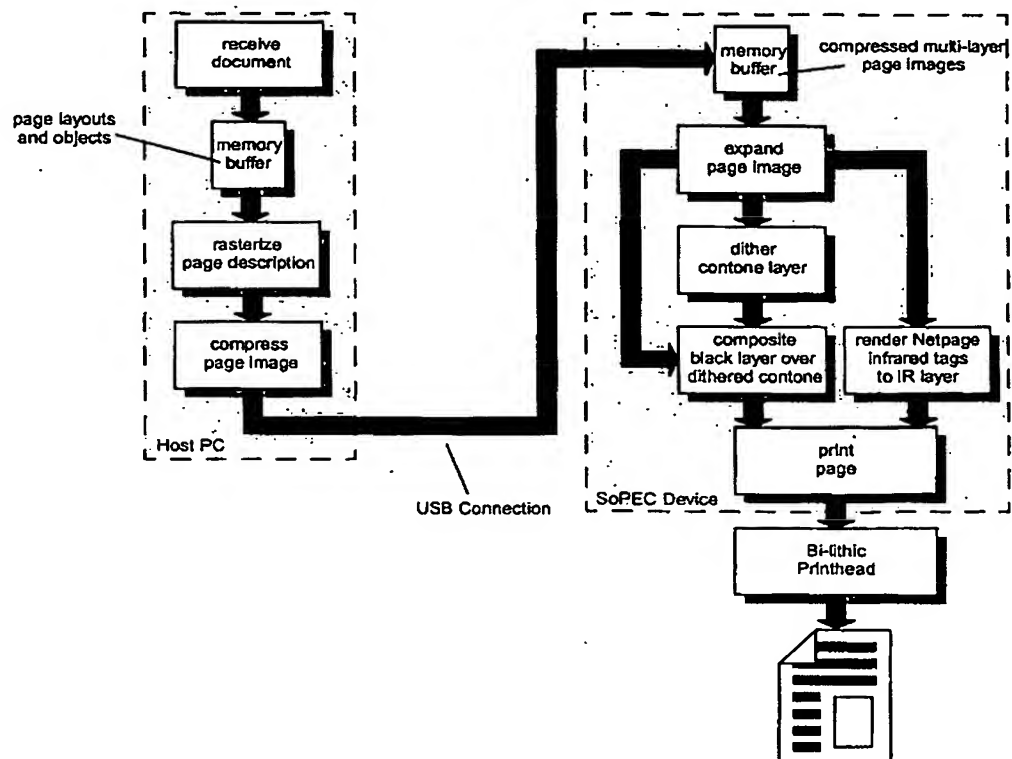 receive
document
page layouts
and objects
memory
buffer
rasterize
page description
compress
page image
Host PC
USB Connection
memory
buffer
compressed multi-layer
page images
expand
page image
dither
contone layer
composite
black layer over
dithered contone
render Netpage
infrared tags
to IR layer
print
page
SoPEC Device
Bi-lithic
Printhead